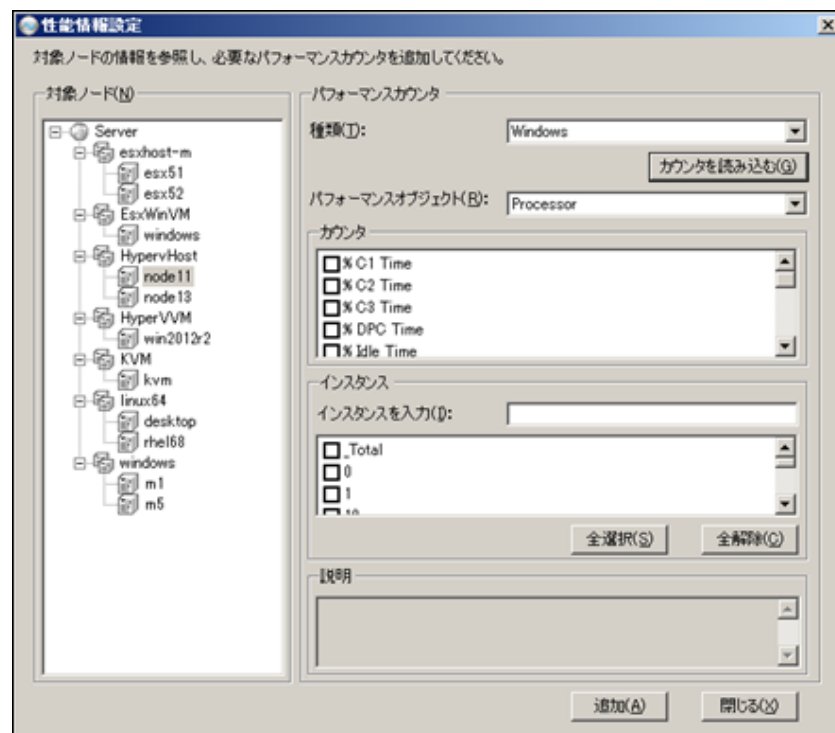 性能情報設定
対象ノードの情報を参照し、必要なパフォーマンスカウンタを追加してください。
対象ノード(N)
Server
esxhost-m
esx51
esx52
EsxWinVM
windows
HypervHost
node11
node13
HyperVVM
win2012r2
KVM
kvm
linux64
desktop
rhel68
windows
m1
m5
パフォーマンスカウンタ
種類(T):
Windows
カウンタを読み込む(G)
パフォーマンスオブジェクト(R):
Processor
カウンタ
% C1 Time
% C2 Time
% C3 Time
% DPC Time
% Idle Time
インスタンス
インスタンスを入力(I):
_Total
0
1
10
全選択(S)
全解除(C)
説明
追加(A)
閉じる(X)